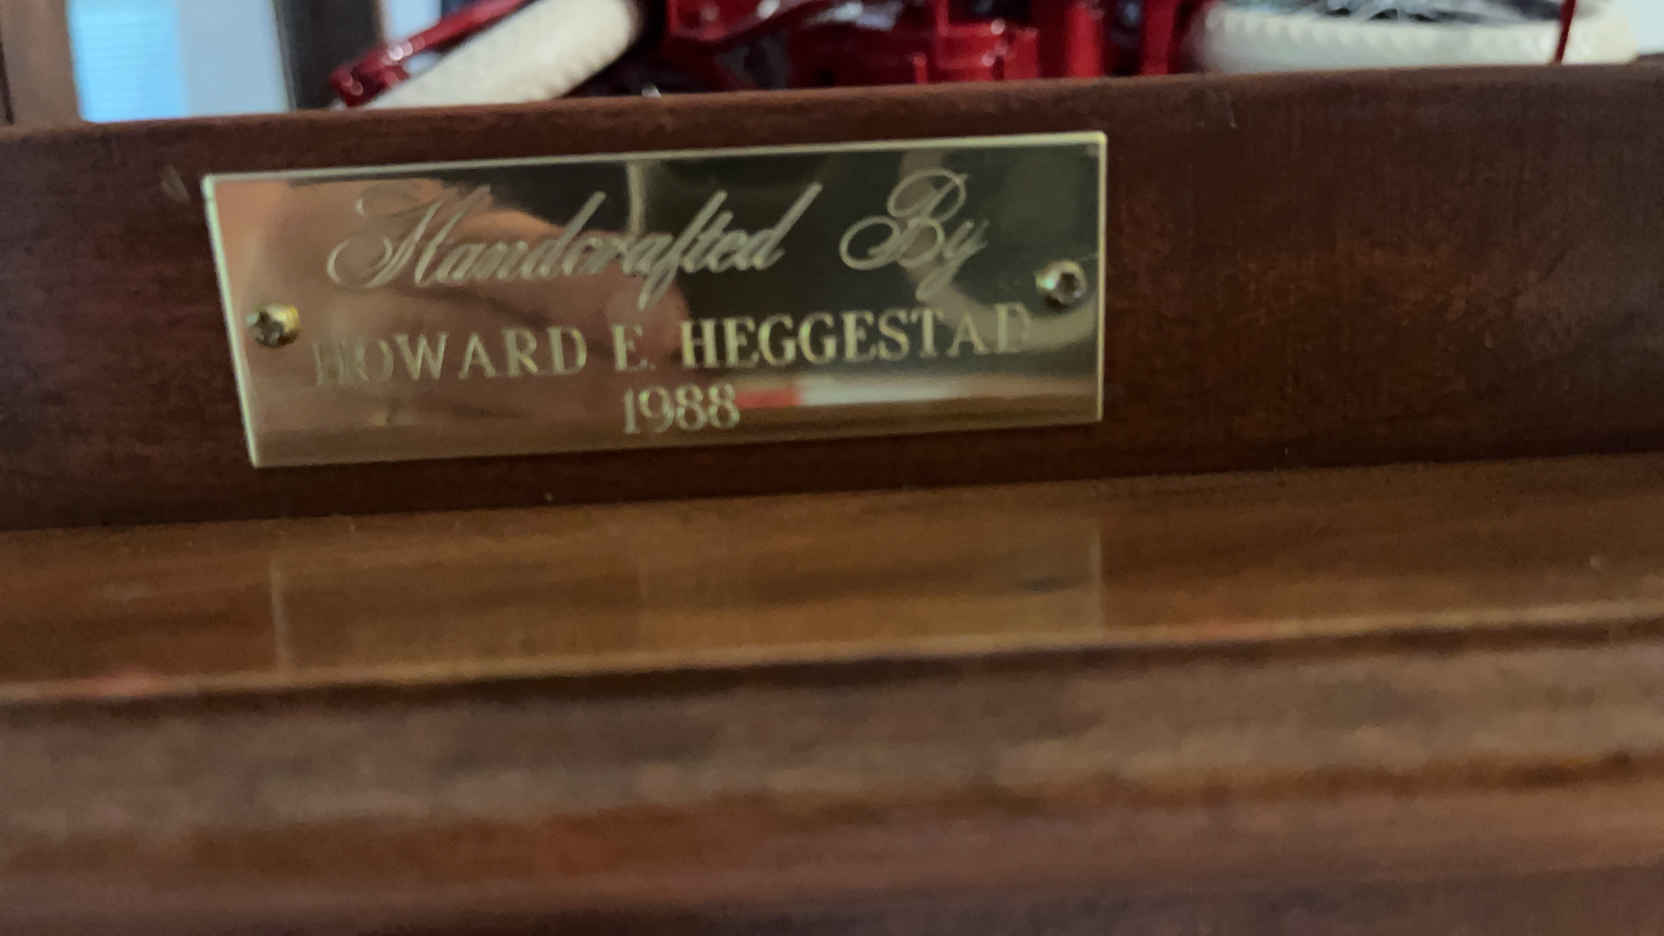 Handcrafted By
HOWARD E. HEGGESTAD
1988